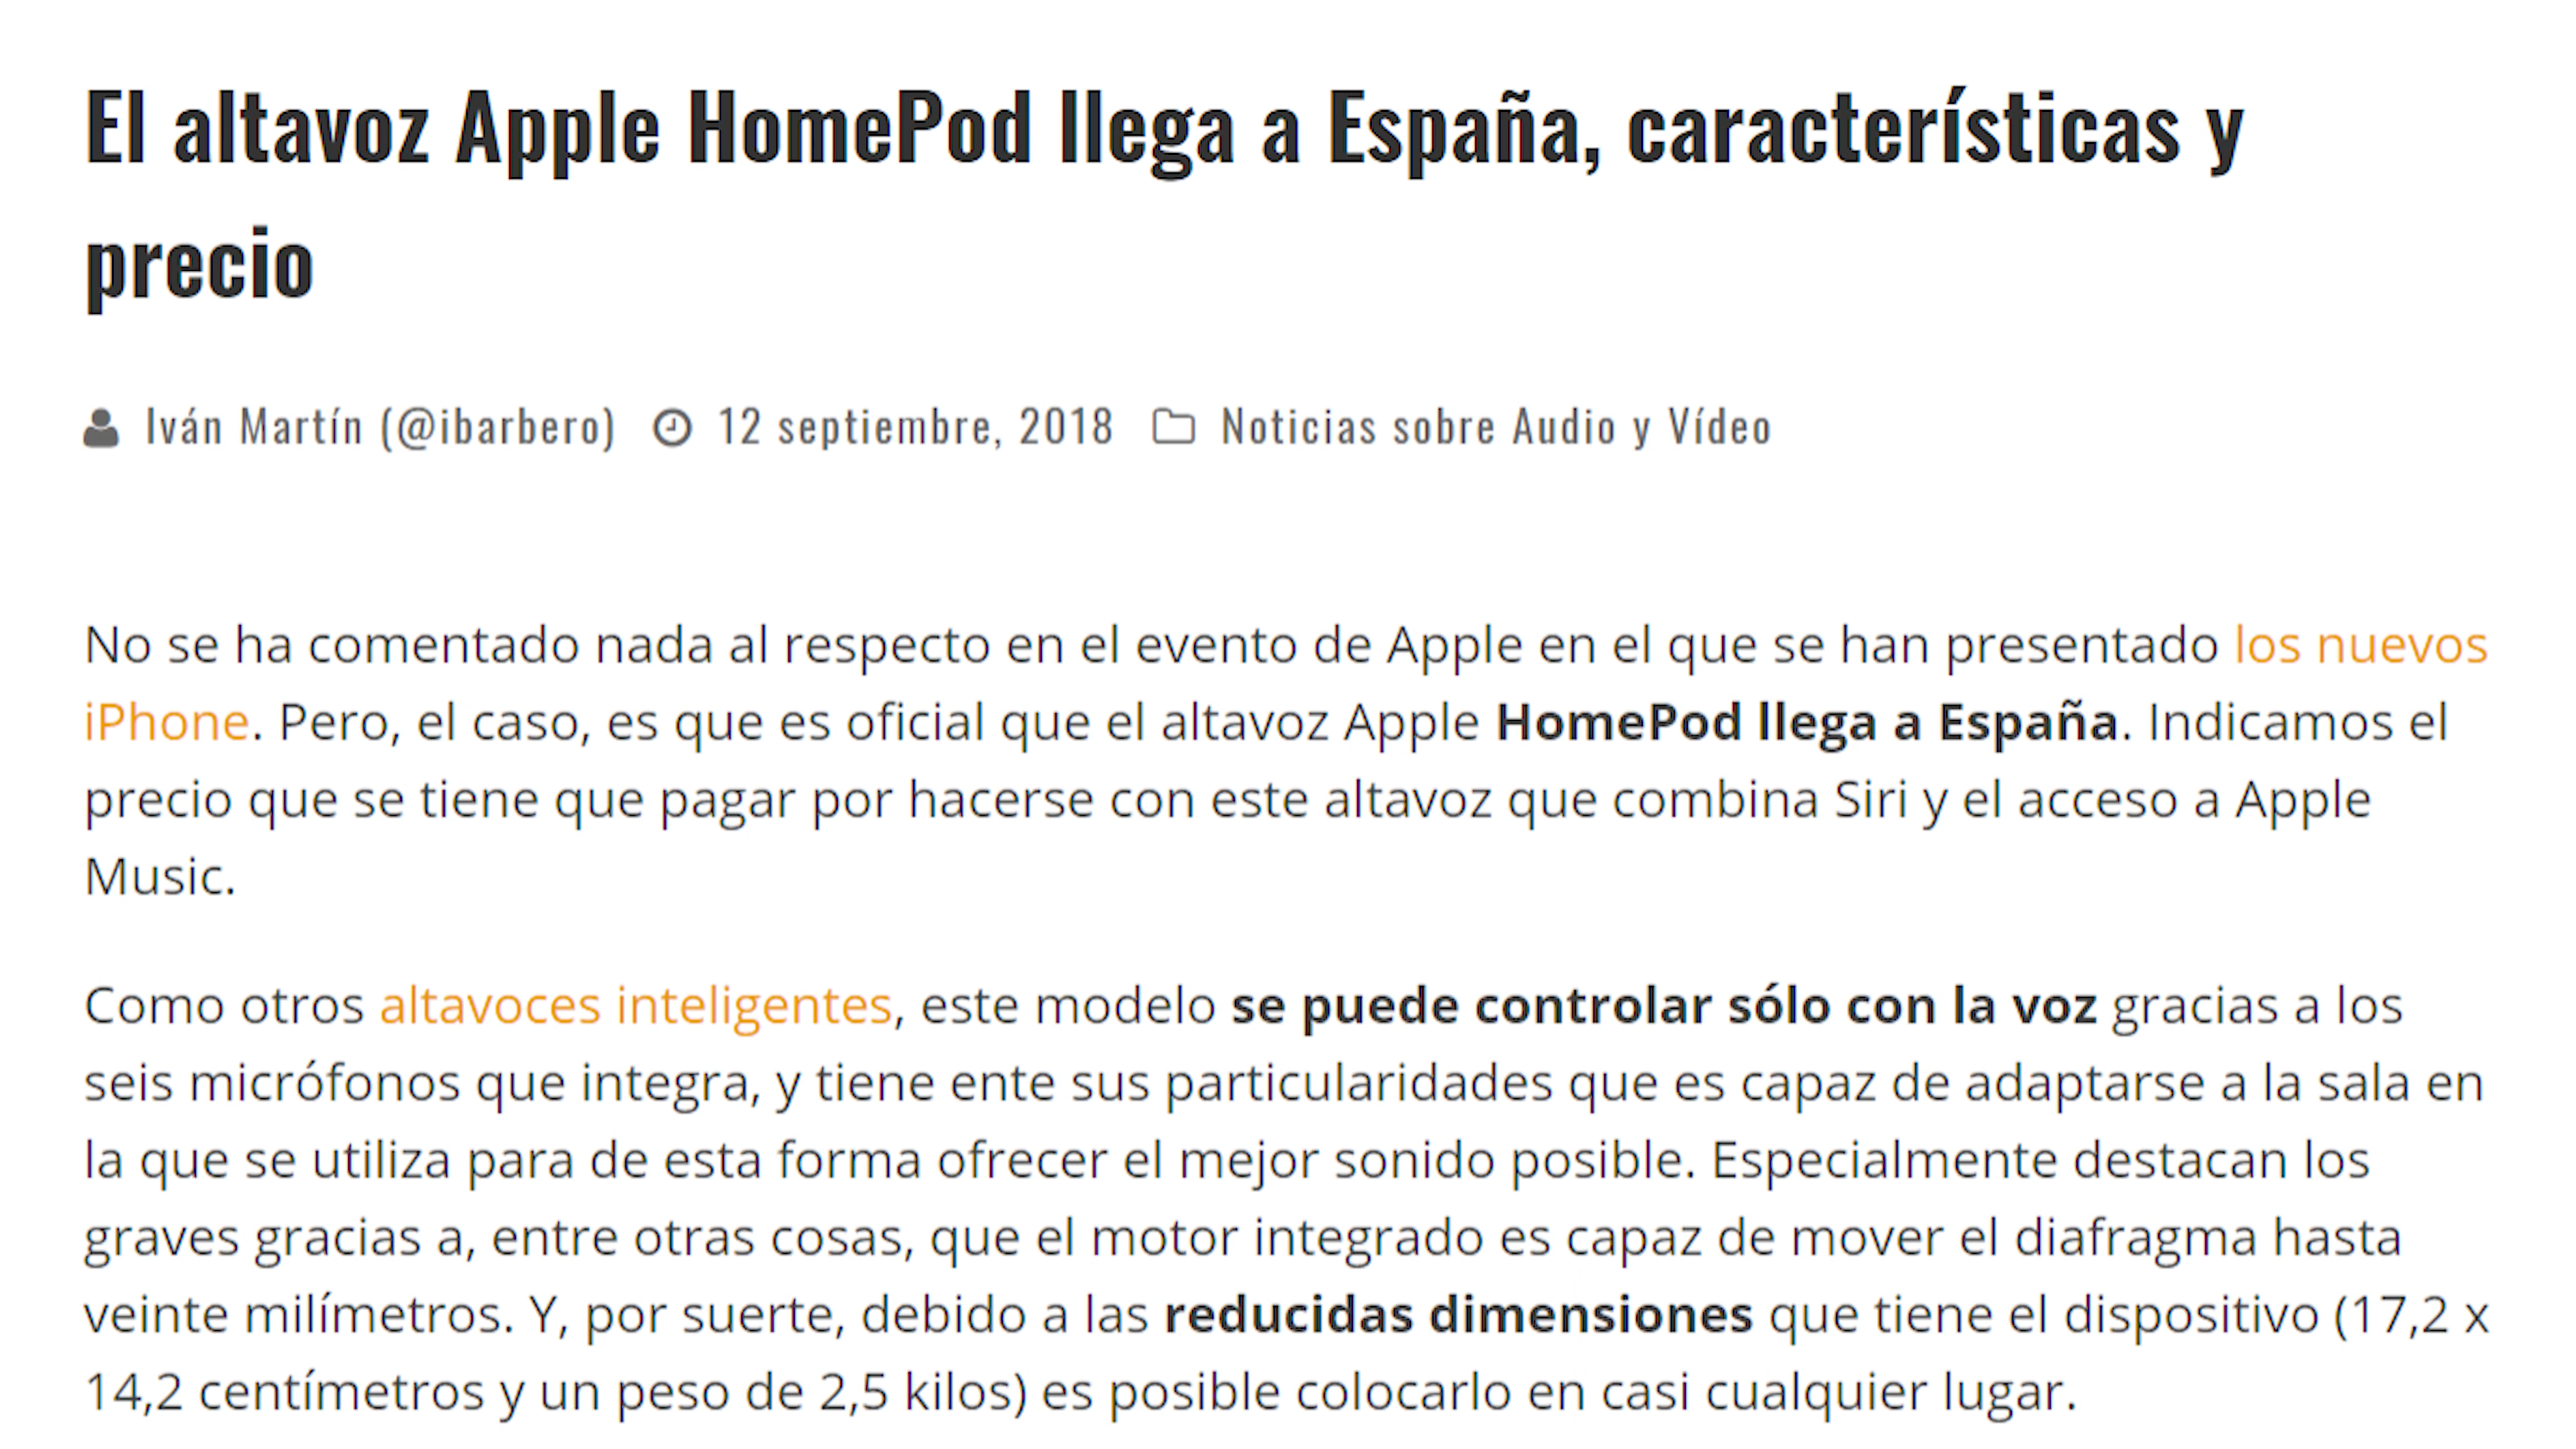 El altavoz Apple HomePod llega a España, características y
precio
Iván Martín (@ibarbero) 12 septiembre, 2018 Noticias sobre Audio y Vídeo
No se ha comentado nada al respecto en el evento de Apple en el que se han presentado los nuevos
iPhone. Pero, el caso, es que es oficial que el altavoz Apple HomePod llega a España. Indicamos el
precio que se tiene que pagar por hacerse con este altavoz que combina Siri y el acceso a Apple
Music.
Como otros altavoces inteligentes, este modelo se puede controlar sólo con la voz gracias a los
seis micrófonos que integra, y tiene ente sus particularidades que es capaz de adaptarse a la sala en
la que se utiliza para de esta forma ofrecer el mejor sonido posible. Especialmente destacan los
graves gracias a, entre otras cosas, que el motor integrado es capaz de mover el diafragma hasta
veinte milímetros. Y, por suerte, debido a las reducidas dimensiones que tiene el dispositivo (17,2 x
14,2 centímetros y un peso de 2,5 kilos) es posible colocarlo en casi cualquier lugar.